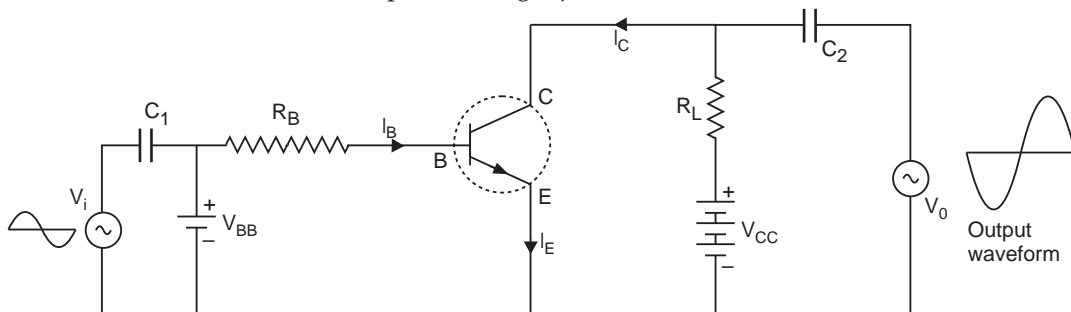 I_C
C_2
C
C_1
R_B
I_B
R_L
B
V_i
+
E
+
V_BB
V_0
–
I_E
V_CC
–
Output
waveform